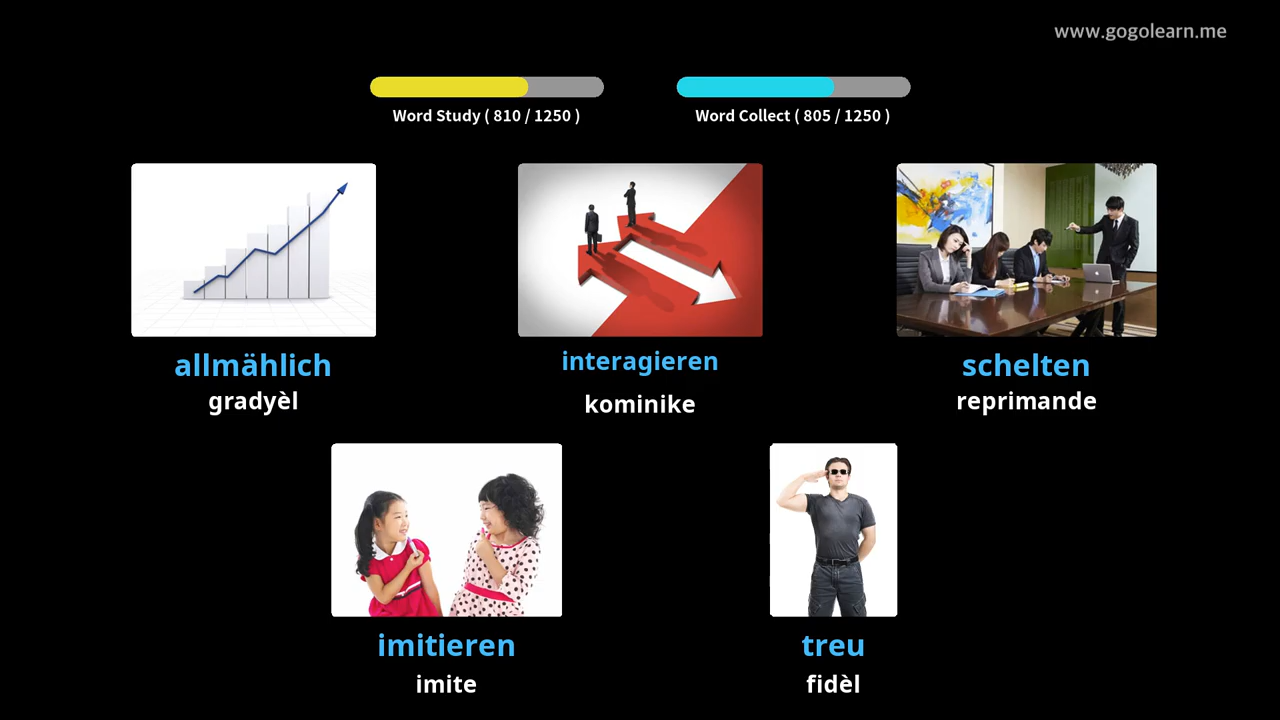 www.gogolearn.me
Word Study ( 810 / 1250 )
Word Collect ( 805 / 1250 )
allmählich
gradyèl
interagieren
kominike
schelten
reprimande
imitieren
imite
treu
fidèl